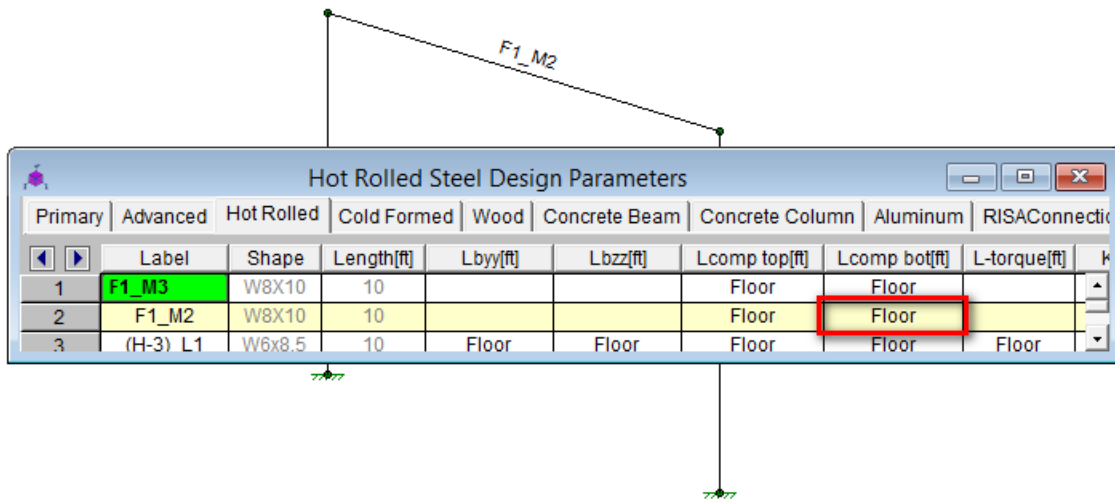 F1_M2
Hot Rolled Steel Design Parameters
Primary Advanced Hot Rolled Cold Formed Wood Concrete Beam Concrete Column Aluminum RISAConnectio
Label Shape Length[ft] Lbyy[ft] Lbzz[ft] Lcomp top[ft] Lcomp bot[ft] L-torque[ft] K
1 F1_M3 W8X10 10 Floor Floor
2 F1_M2 W8X10 10 Floor Floor
3 (H-3)_L1 W6x8.5 10 Floor Floor Floor Floor Floor